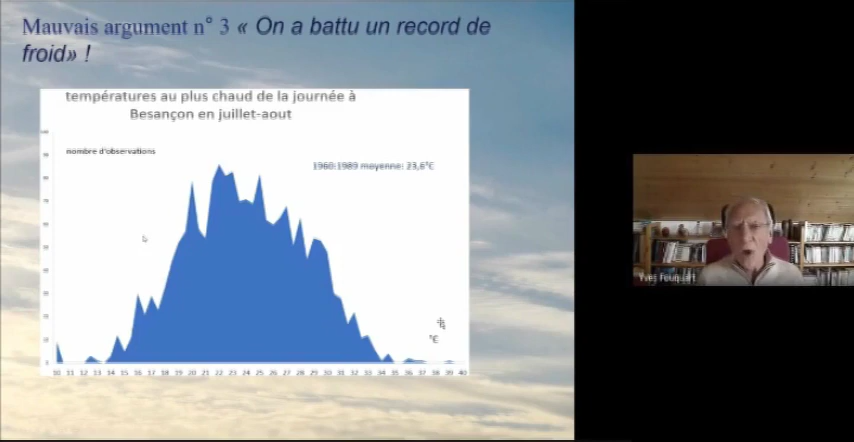 Mauvais argument n° 3 « On a battu un record de
froid» !
températures au plus chaud de la journée à
Besançon en juillet-aout
nombre d'observations
1960-1989 moyenne: 23,6°C
°C
10 11 12 13 14 15 16 17 18 19 20 21 22 23 24 25 26 27 28 29 30 31 32 33 34 35 36 37 38 39 40
Yves Fouquart